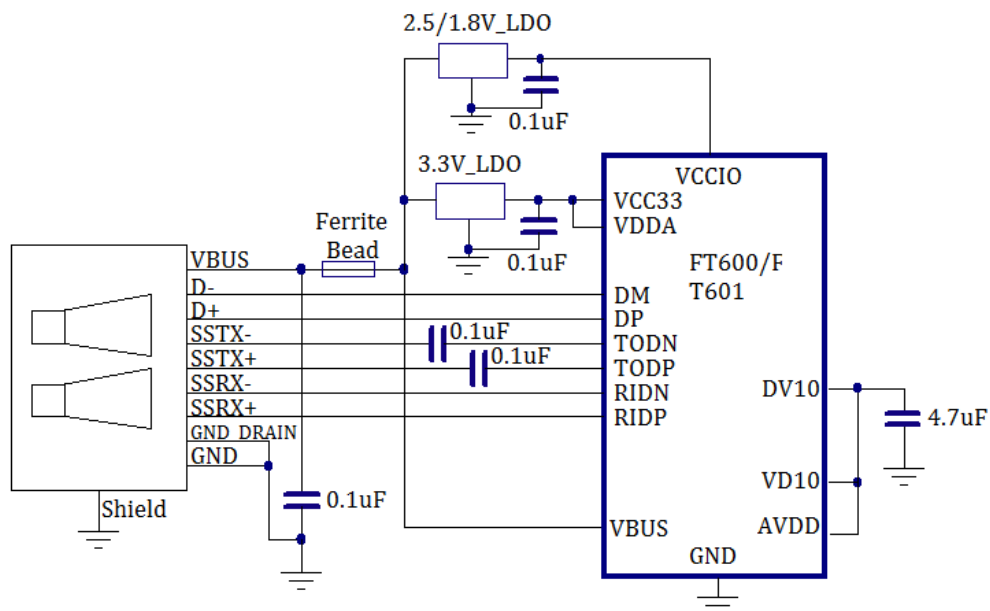 2.5/1.8V_LDO
0.1uF
3.3V_LDO
0.1uF
Ferrite
Bead
VBUS
D-
D+
SSTX-
SSTX+
SSRX-
SSRX+
GND_DRAIN
GND
Shield
0.1uF
0.1uF
0.1uF
VCCIO
VCC33
VDDA
FT600/F
T601
DM
DP
TODN
TODP
RIDN
RIDP
VBUS
GND
DV10
VD10
AVDD
4.7uF